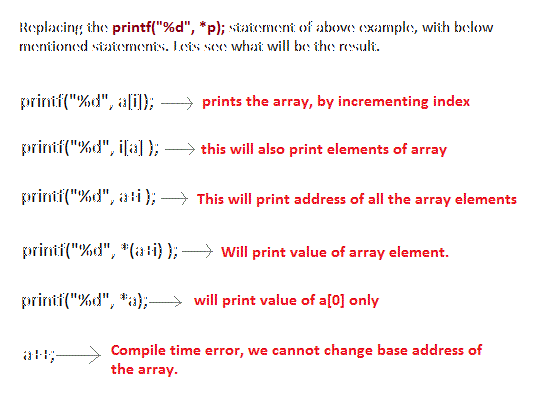 Replacing the printf("%d", *p); statement of above example, with below
mentioned statements. Lets see what will be the result.
printf("%d", a[i]); → prints the array, by incrementing index
printf("%d", i[a] ); → this will also print elements of array
printf("%d", a+i ); → This will print address of all the array elements
printf("%d", *(a+i) ); → Will print value of array element.
printf("%d", *a); → will print value of a[0] only
a++; → Compile time error, we cannot change base address of
the array.